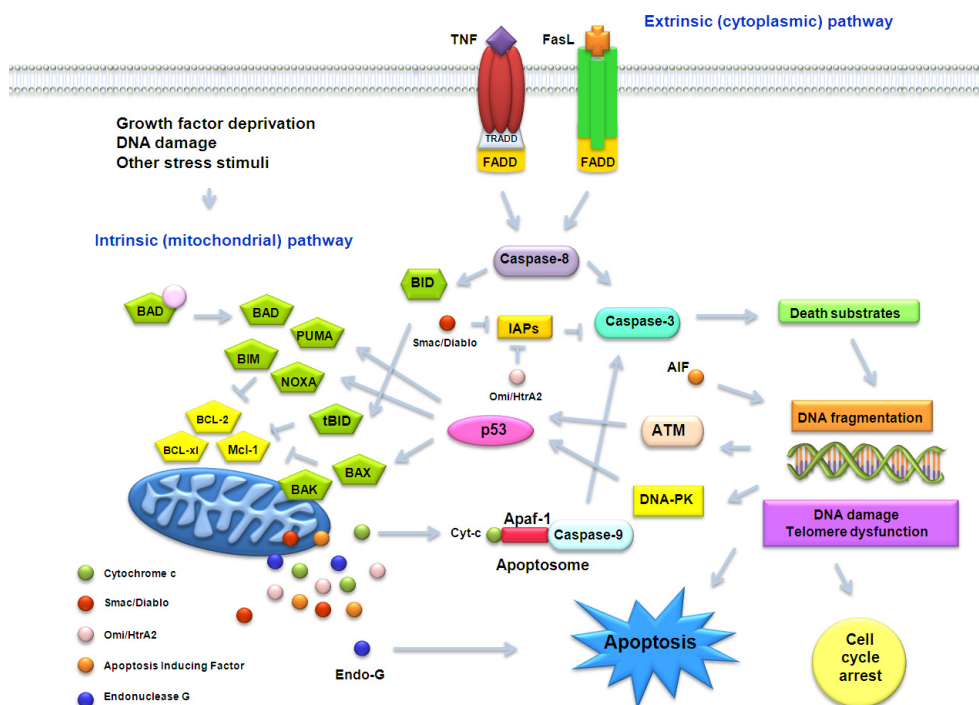 Extrinsic (cytoplasmic) pathway
TNF
FasL
TRADD
FADD
FADD
Growth factor deprivation
DNA damage
Other stress stimuli
Intrinsic (mitochondrial) pathway
Caspase-8
BID
BAD
BAD
PUMA
BIM
NOXA
Smac/Diablo
IAPs
Caspase-3
Death substrates
AIF
Omi/HtrA2
BCL-2
tBID
p53
ATM
DNA fragmentation
BCL-xl
Mcl-1
BAX
BAK
DNA-PK
DNA damage
Telomere dysfunction
Cyt-c
Apaf-1
Caspase-9
Apoptosome
Cytochrome c
Smac/Diablo
Omi/HtrA2
Apoptosis Inducing Factor
Endonuclease G
Endo-G
Apoptosis
Cell
cycle
arrest